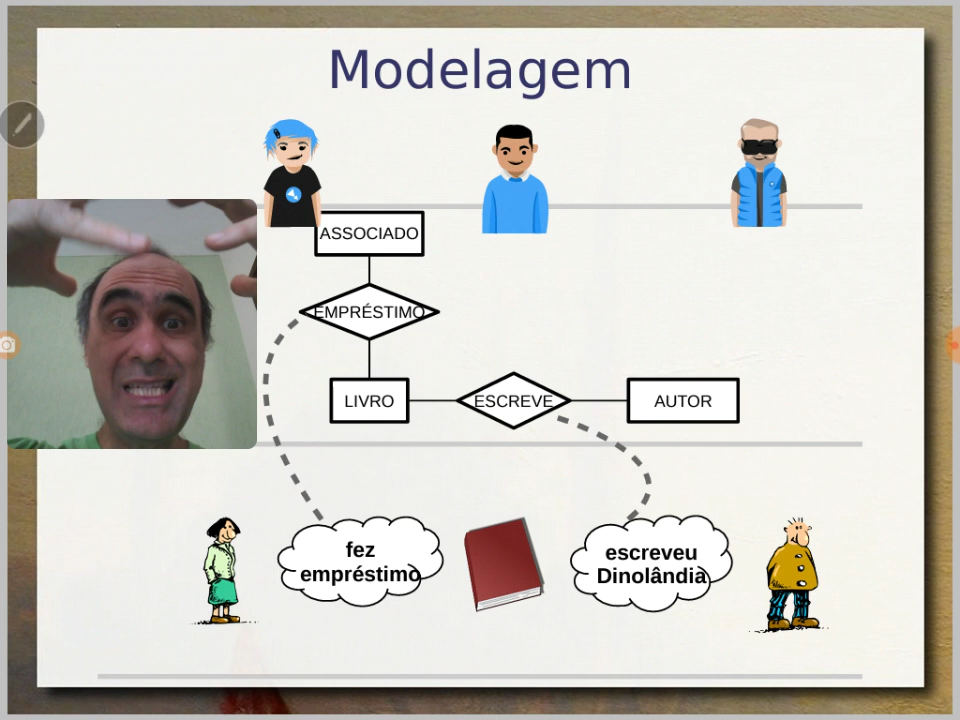 Modelagem
ASSOCIADO
EMPRÉSTIMO
LIVRO
ESCREVE
AUTOR
fez
empréstimo
escreveu
Dinolândia